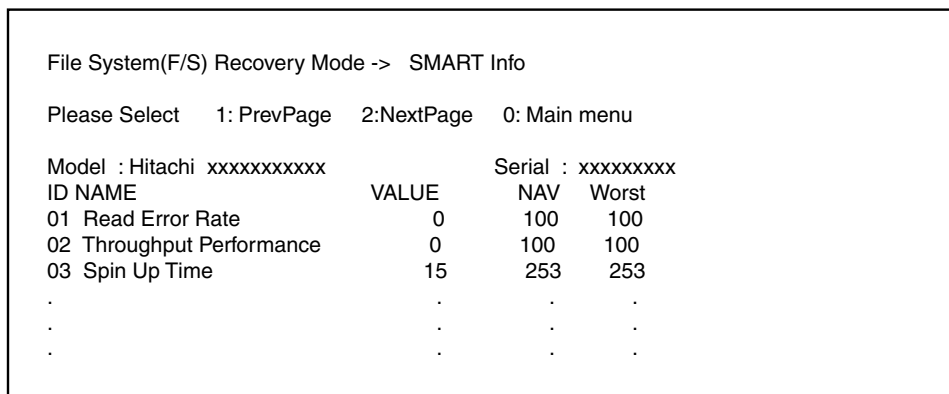 File System(F/S) Recovery Mode -> SMART Info
Please Select 1: PrevPage 2:NextPage 0: Main menu
Model : Hitachi xxxxxxxxxxx Serial : xxxxxxxxx
ID NAME VALUE NAV Worst
01 Read Error Rate 0 100 100
02 Throughput Performance 0 100 100
03 Spin Up Time 15 253 253
. . . .
. . . .
. . . .